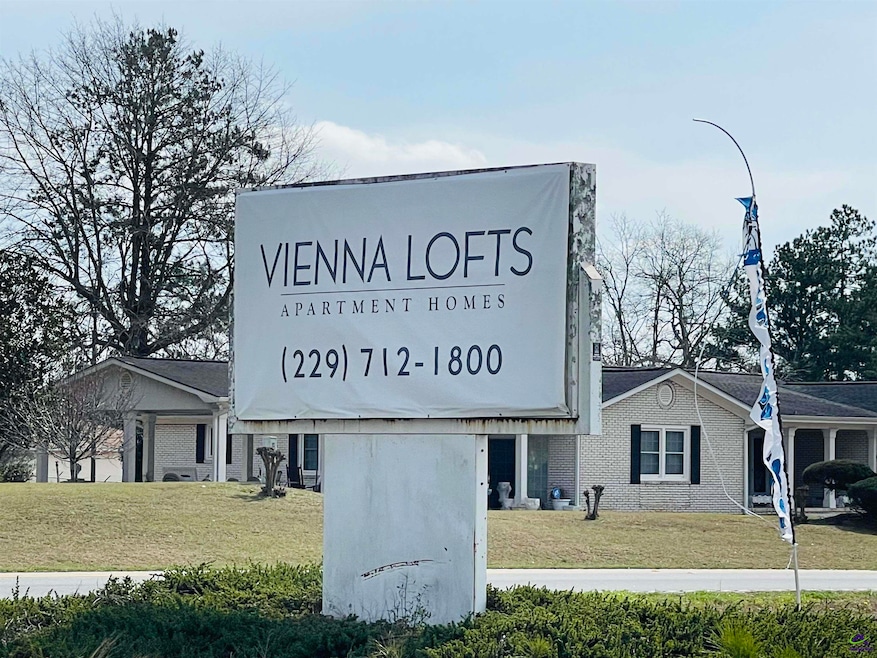 VIENNA LOFTS
APARTMENT HOMES
(229) 712-1800